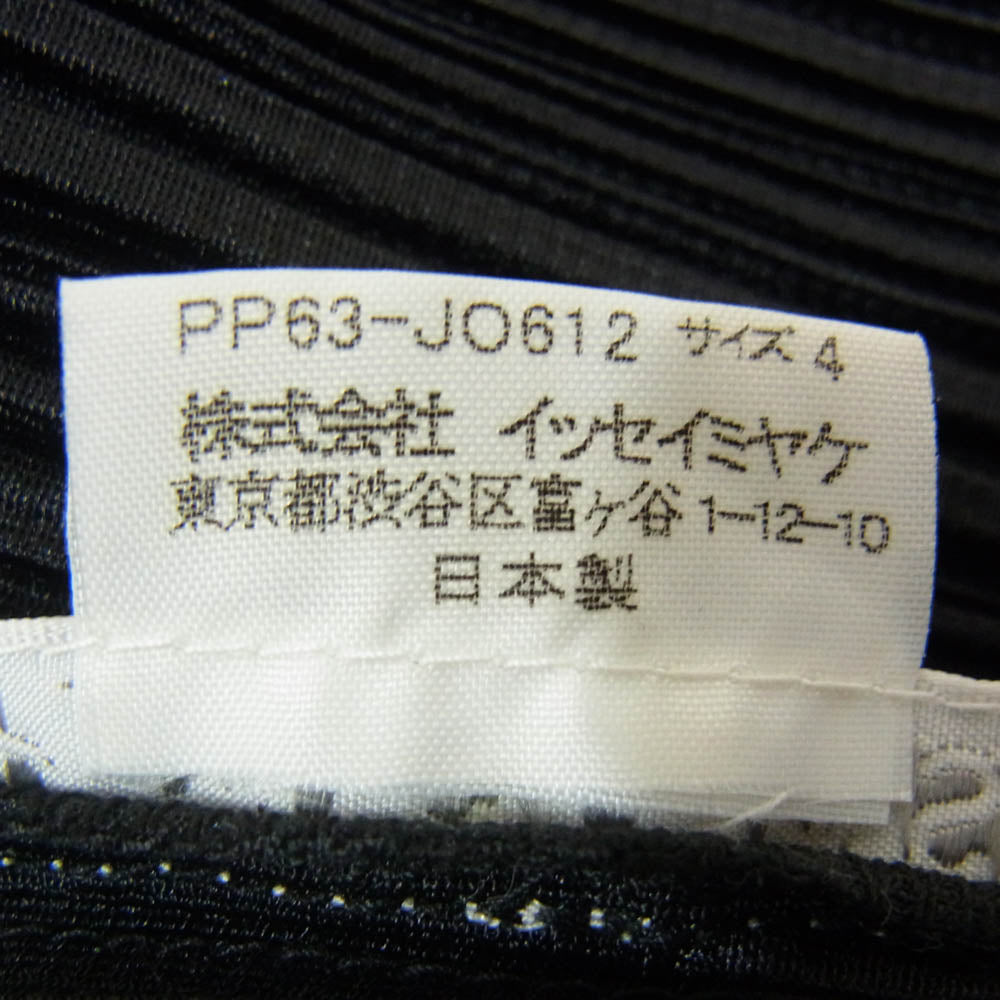 PP63-JO612 サイズ 4
株式会社 イッセイミヤケ
東京都渋谷区富ヶ谷1-12-10
日本製